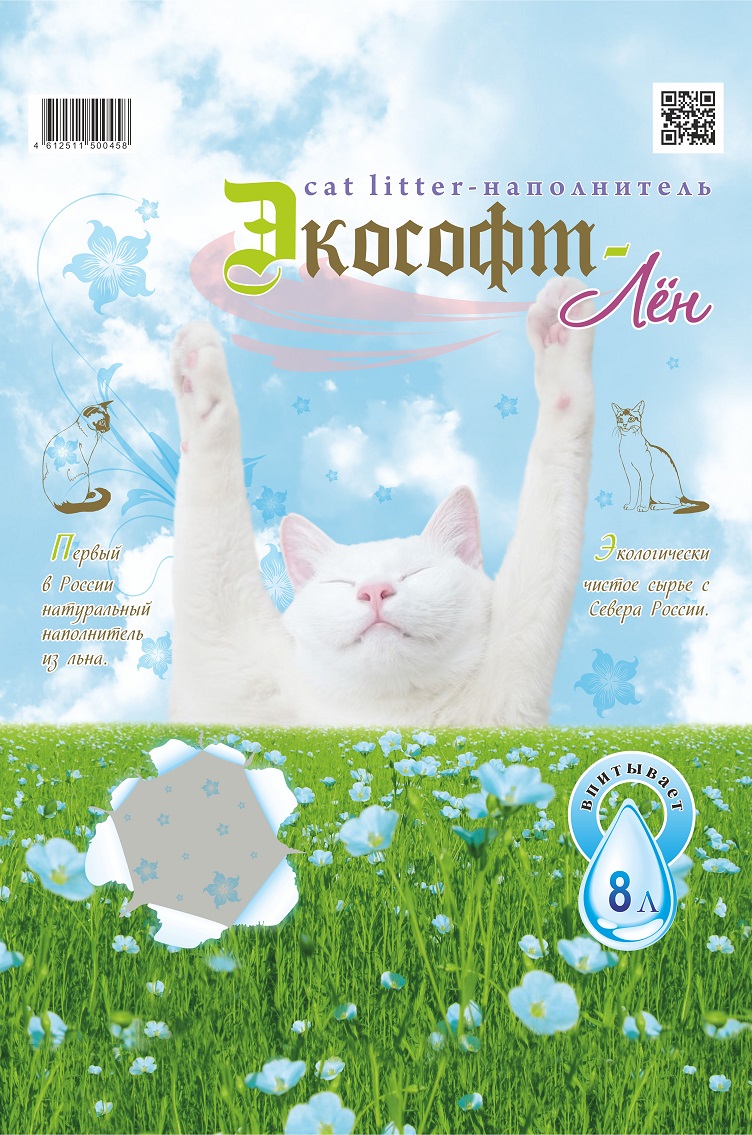 4 612511 500458
cat litter-наполнитель
Экософт-
Лён
Первый
в России
натуральный
наполнитель
из льна.
Экологически
чистое сырье с
Севера России.
впитывает
8 л